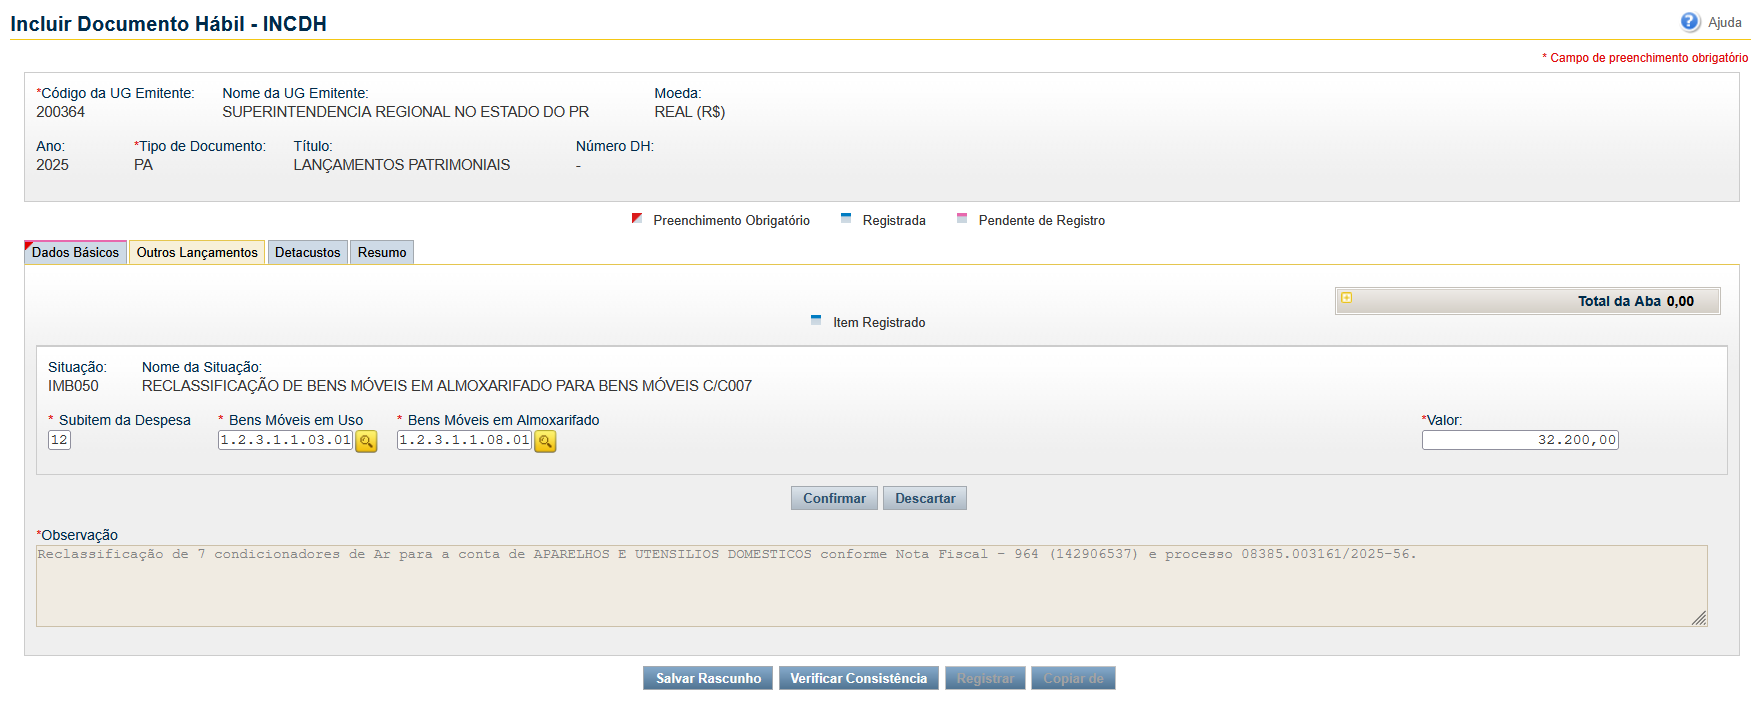 Incluir Documento Hábil - INCDH
Ajuda
* Campo de preenchimento obrigatório
*Código da UG Emitente: Nome da UG Emitente: Moeda:
200364 SUPERINTENDENCIA REGIONAL NO ESTADO DO PR REAL (R$)
Ano: *Tipo de Documento: Título: Número DH:
2025 PA LANÇAMENTOS PATRIMONIAIS -
Preenchimento Obrigatório Registrada Pendente de Registro
Dados Básicos Outros Lançamentos Detacustos Resumo
Total da Aba 0,00
Item Registrado
Situação: Nome da Situação:
IMB050 RECLASSIFICAÇÃO DE BENS MÓVEIS EM ALMOXARIFADO PARA BENS MÓVEIS C/C007
* Subitem da Despesa * Bens Móveis em Uso * Bens Móveis em Almoxarifado *Valor:
12 1.2.3.1.1.03.01 1.2.3.1.1.08.01 32.200,00
Confirmar Descartar
*Observação
Reclassificação de 7 condicionadores de Ar para a conta de APARELHOS E UTENSILIOS DOMESTICOS conforme Nota Fiscal - 964 (142906537) e processo 08385.003161/2025-56.
Salvar Rascunho Verificar Consistência Registrar Copiar de